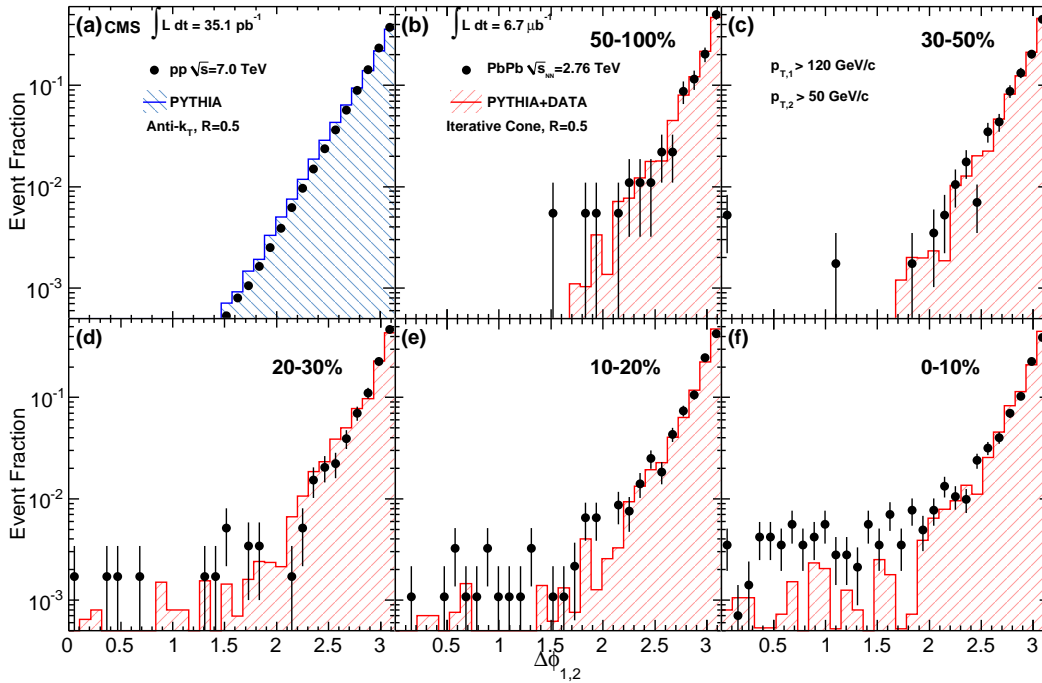 (a) CMS ∫L dt = 35.1 pb⁻¹
pp √s=7.0 TeV
PYTHIA
Anti-k_T, R=0.5
(b) ∫L dt = 6.7 μb⁻¹
50-100%
PbPb √s_NN=2.76 TeV
PYTHIA+DATA
Iterative Cone, R=0.5
(c)
30-50%
p_T,1 > 120 GeV/c
p_T,2 > 50 GeV/c
Event Fraction
10⁻¹
10⁻²
10⁻³
(d)
20-30%
(e)
10-20%
(f)
0-10%
Event Fraction
10⁻¹
10⁻²
10⁻³
0 0.5 1 1.5 2 2.5 3 0.5 1 1.5 2 2.5 3 0.5 1 1.5 2 2.5 3
Δϕ_1,2